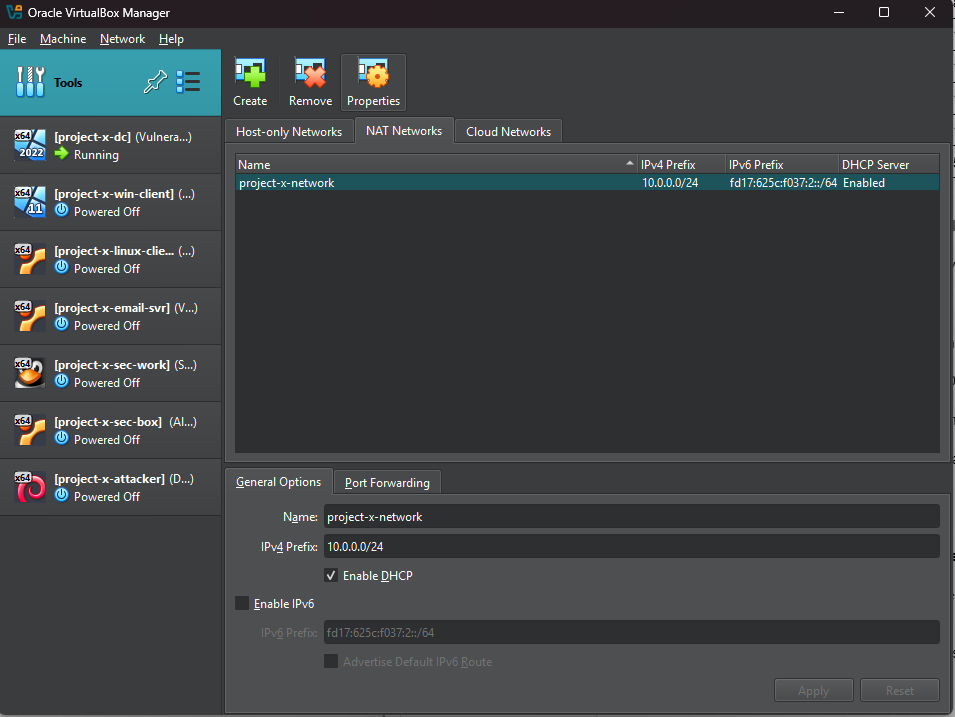 Oracle VirtualBox Manager
File Machine Network Help
Tools
Create Remove Properties
Host-only Networks NAT Networks Cloud Networks
Name IPv4 Prefix IPv6 Prefix DHCP Server
project-x-network 10.0.0.0/24 fd17:625c:f037:2::/64 Enabled
x64 2022 [project-x-dc] (Vulnera...)
Running
x64 11 [project-x-win-client] (...)
Powered Off
x64 [project-x-linux-clie... (...)
Powered Off
x64 [project-x-email-svr] (V...)
Powered Off
x64 [project-x-sec-work] (S...)
Powered Off
x64 [project-x-sec-box] (Al...)
Powered Off
x64 [project-x-attacker] (D...)
Powered Off
General Options Port Forwarding
Name: project-x-network
IPv4 Prefix: 10.0.0.0/24
Enable DHCP
Enable IPv6
IPv6 Prefix: fd17:625c:f037:2::/64
Advertise Default IPv6 Route
Apply Reset